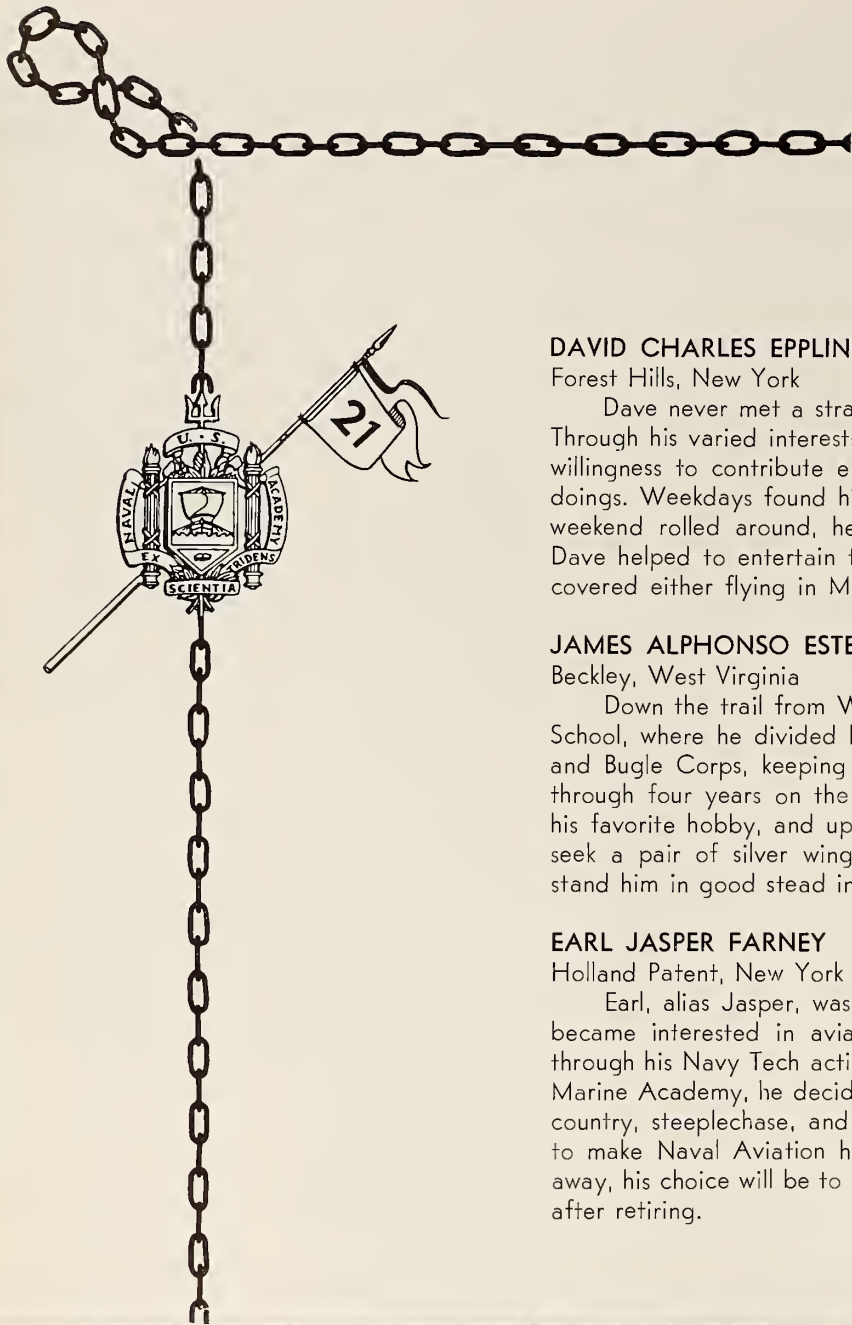 21
U. S.
NAVAL ACADEMY
EX TRIDENS
SCIENTIA
DAVID CHARLES EPPLIN
Forest Hills, New York
Dave never met a stra
Through his varied interest
willingness to contribute e
doings. Weekdays found h
weekend rolled around, he
Dave helped to entertain t
covered either flying in M
JAMES ALPHONSO ESTE
Beckley, West Virginia
Down the trail from W
School, where he divided
and Bugle Corps, keeping
through four years on the
his favorite hobby, and up
seek a pair of silver wing
stand him in good stead in
EARL JASPER FARNEY
Holland Patent, New York
Earl, alias Jasper, was
became interested in avia
through his Navy Tech acti
Marine Academy, he decid
country, steeplechase, and
to make Naval Aviation h
away, his choice will be to
after retiring.